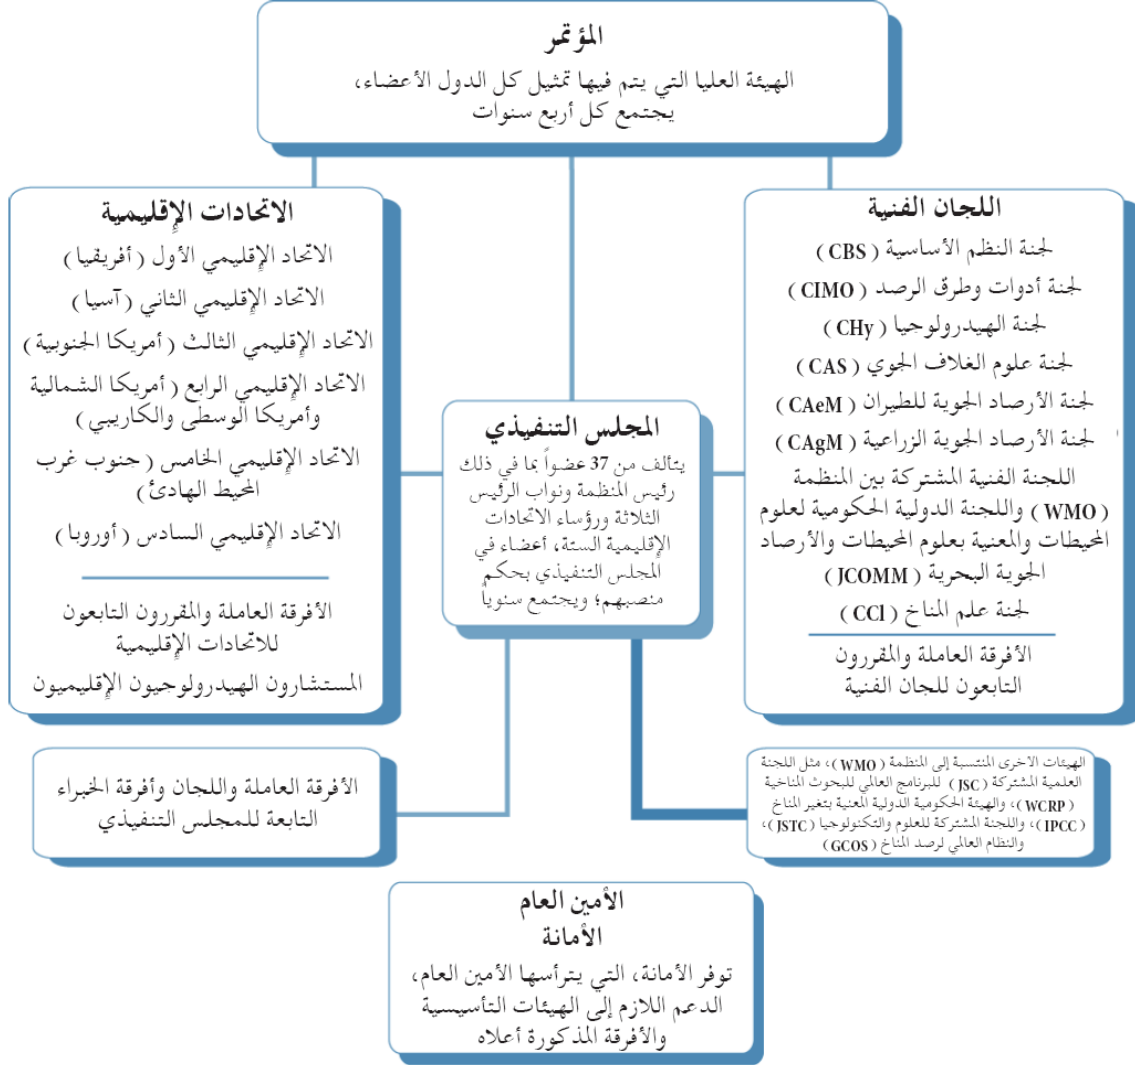 المؤتمر
الهيئة العليا التي يتم فيها تمثيل كل الدول الأعضاء،
يجتمع كل أربع سنوات
اللجان الفنية
لجنة النظم الأساسية (CBS)
لجنة أدوات وطرق الرصد (CIMO)
لجنة الهيدرولوجيا (CHy)
لجنة علوم الغلاف الجوي (CAS)
لجنة الأرصاد الجوية للطيران (CAeM)
لجنة الأرصاد الجوية الزراعية (CAgM)
اللجنة الفنية المشتركة بين المنظمة
(WMO) واللجنة الدولية الحكومية لعلوم
المحيطات والمعنية بعلوم المحيطات والأرصاد
الجوية البحرية (JCOMM)
لجنة علم المناخ (CCl)
الأفرقة العاملة والمقررون
التابعون للجان الفنية
المجلس التنفيذي
يتألف من 37 عضواً بما في ذلك
رئيس المنظمة ونواب الرئيس
الثلاثة ورؤساء الاتحادات
الإقليمية الستة، أعضاء في
المجلس التنفيذي بحكم
منصبهم؛ ويجتمع سنوياً
الاتحادات الإقليمية
الاتحاد الإقليمي الأول (أفريقيا)
الاتحاد الإقليمي الثاني (آسيا)
الاتحاد الإقليمي الثالث (أمريكا الجنوبية)
الاتحاد الإقليمي الرابع (أمريكا الشمالية
وأمريكا الوسطى والكاريبي)
الاتحاد الإقليمي الخامس (جنوب غرب
المحيط الهادئ)
الاتحاد الإقليمي السادس (أوروبا)
الأفرقة العاملة والمقررون التابعون
للاتحادات الإقليمية
المستشارون الهيدرولوجيون الإقليميون
الهيئات الاخرى المنتسبة إلى المنظمة (WMO)، مثل اللجنة
العلمية المشتركة (JSC) للبرنامج العالمي للبحوث المناخية
(WCRP)، والهيئة الحكومية الدولية المعنية بتغير المناخ
(IPCC)، واللجنة المشتركة للعلوم والتكنولوجيا (JSTC)،
والنظام العالمي لرصد المناخ (GCOS)
الأفرقة العاملة واللجان وأفرقة الخبراء
التابعة للمجلس التنفيذي
الأمين العام
الأمانة
توفر الأمانة، التي يترأسها الأمين العام،
الدعم اللازم إلى الهيئات التأسيسية
والأفرقة المذكورة أعلاه